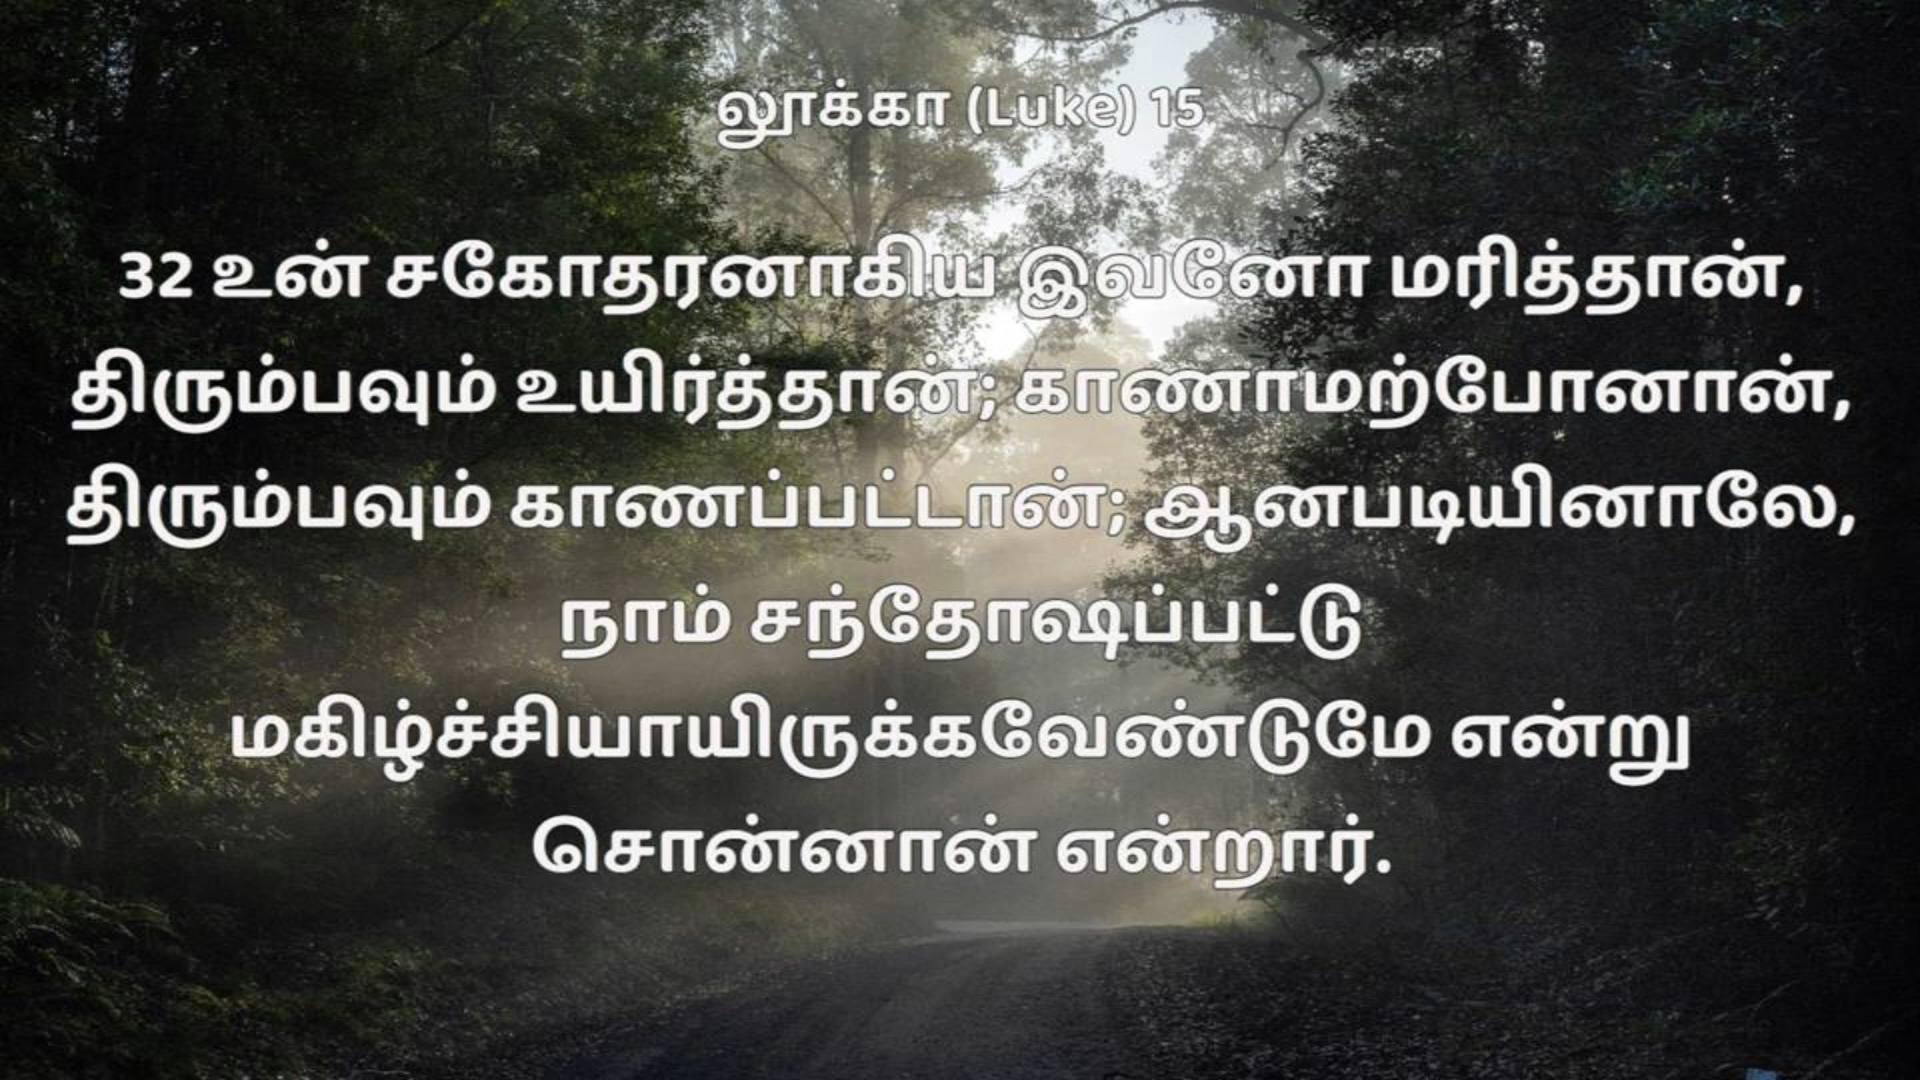 லூக்கா (Luke) 15
32 உன் சகோதரனாகிய இவனோ மரித்தான்,
திரும்பவும் உயிர்த்தான்; காணாமற்போனான்,
திரும்பவும் காணப்பட்டான்; ஆனபடியினாலே,
நாம் சந்தோஷப்பட்டு
மகிழ்ச்சியாயிருக்கவேண்டுமே என்று
சொன்னான் என்றார்.